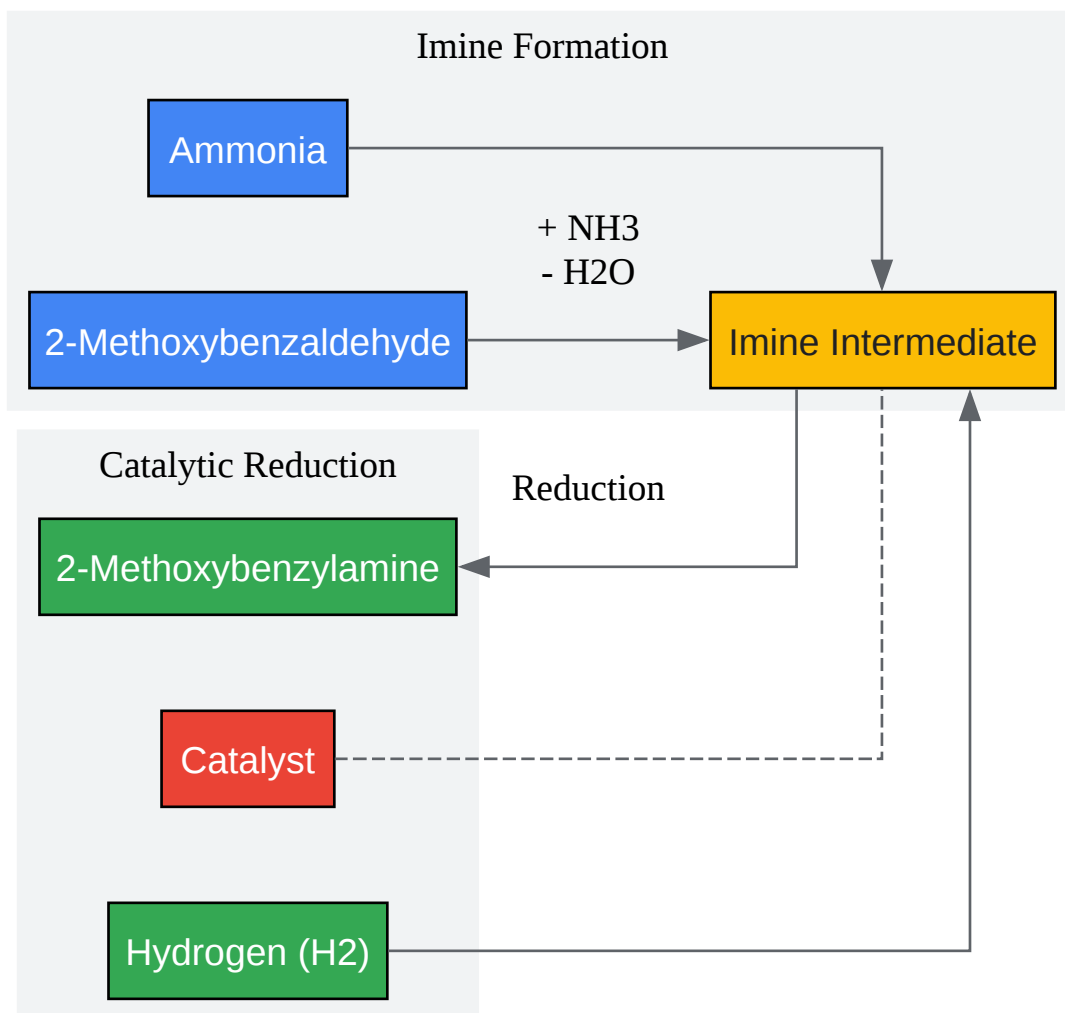 Imine Formation
Ammonia
+ NH3
- H2O
2-Methoxybenzaldehyde
Imine Intermediate
Catalytic Reduction
Reduction
2-Methoxybenzylamine
Catalyst
Hydrogen (H2)